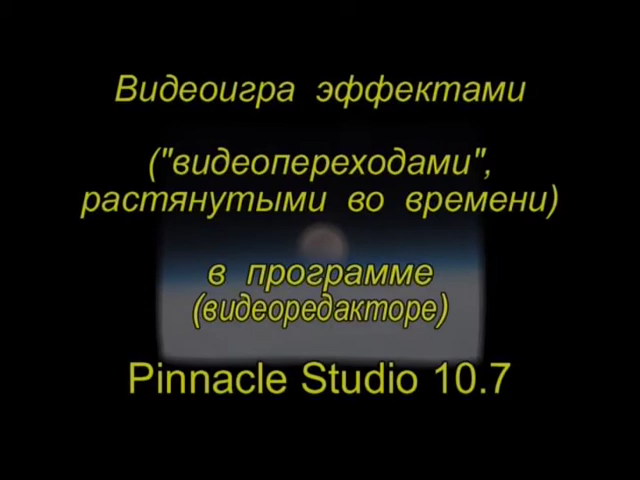 Видеоигра эффектами
("видеопереходами",
растянутыми во времени)
в программе
(видеоредакторе)
Pinnacle Studio 10.7